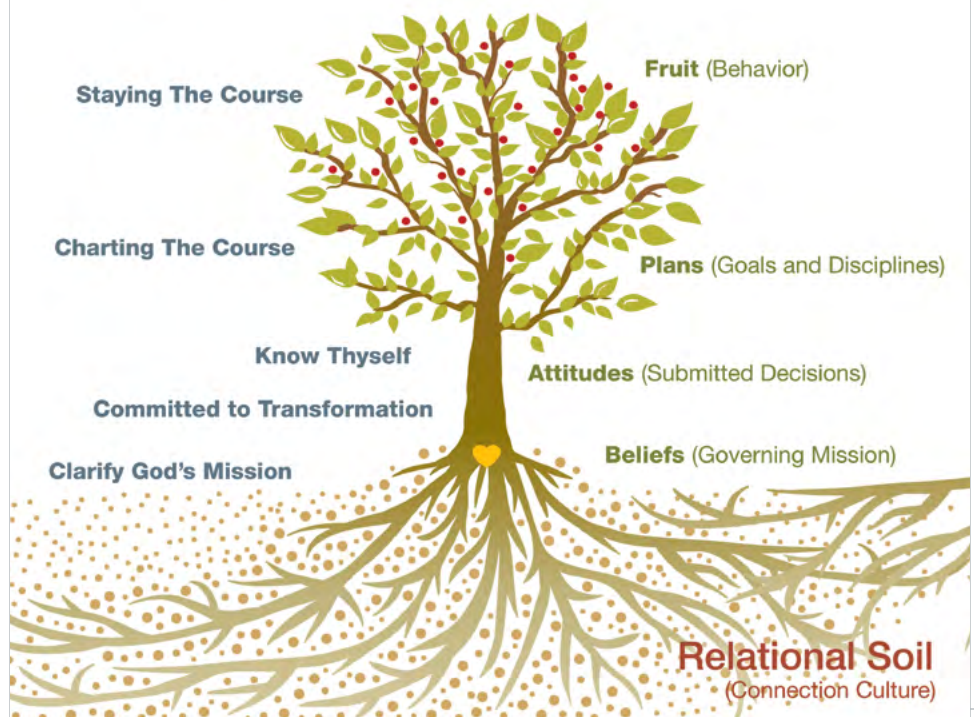 Staying The Course
Fruit (Behavior)
Charting The Course
Plans (Goals and Disciplines)
Know Thyself
Attitudes (Submitted Decisions)
Committed to Transformation
Beliefs (Governing Mission)
Clarify God's Mission
Relational Soil
(Connection Culture)